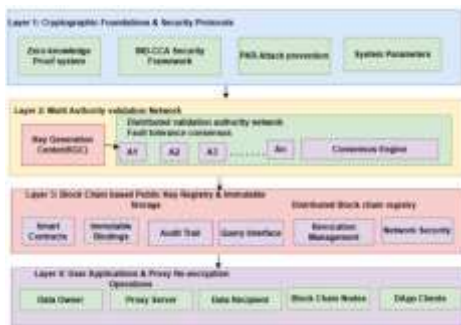 Layer 1: Cryptographic Foundations & Security Protocols
Zero-knowledge
Proof system
IND-CCA Security
Framework
PKR Attack prevention
System Parameters
Layer 2: Multi Authority validation Network
Distributed validation authority network
Fault tolerance consensus
Key Generation
Center(KGC)
A1
A2
A3
An
Consensus Engine
Layer 3: Block Chain based Public Key Registry & Immutable
Storage
Distributed Block chain registry
Smart
Contracts
Immutable
Bindings
Audit Trail
Query Interface
Revocation
Management
Network Security
Layer 4: User Applications & Proxy Re-encryption
Operations
Data Owner
Proxy Server
Data Recipient
Block Chain Nodes
DApp Clients